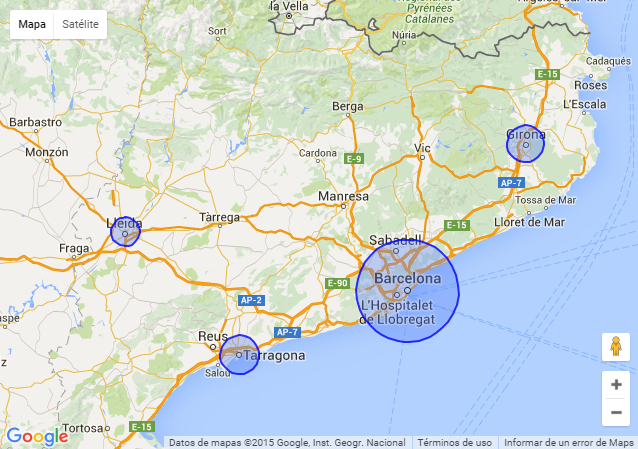 la Vella
Pyrénées
Catalanes
Mapa
Satélite
Sort
Núria
Cadaqués
E-15
Roses
L'Escala
Berga
Barbastro
Girona
Monzón
Cardona
E-9
Vic
AP-7
Manresa
Tossa de Mar
Lleida
Tàrrega
E-15
Lloret de Mar
Sabadell
Fraga
E-90
Barcelona
AP-2
L'Hospitalet
de Llobregat
Reus
AP-7
Tarragona
Salou
z
Tortosa
E-15
Google
Datos de mapas ©2015 Google, Inst. Geogr. Nacional
Términos de uso
Informar de un error de Maps